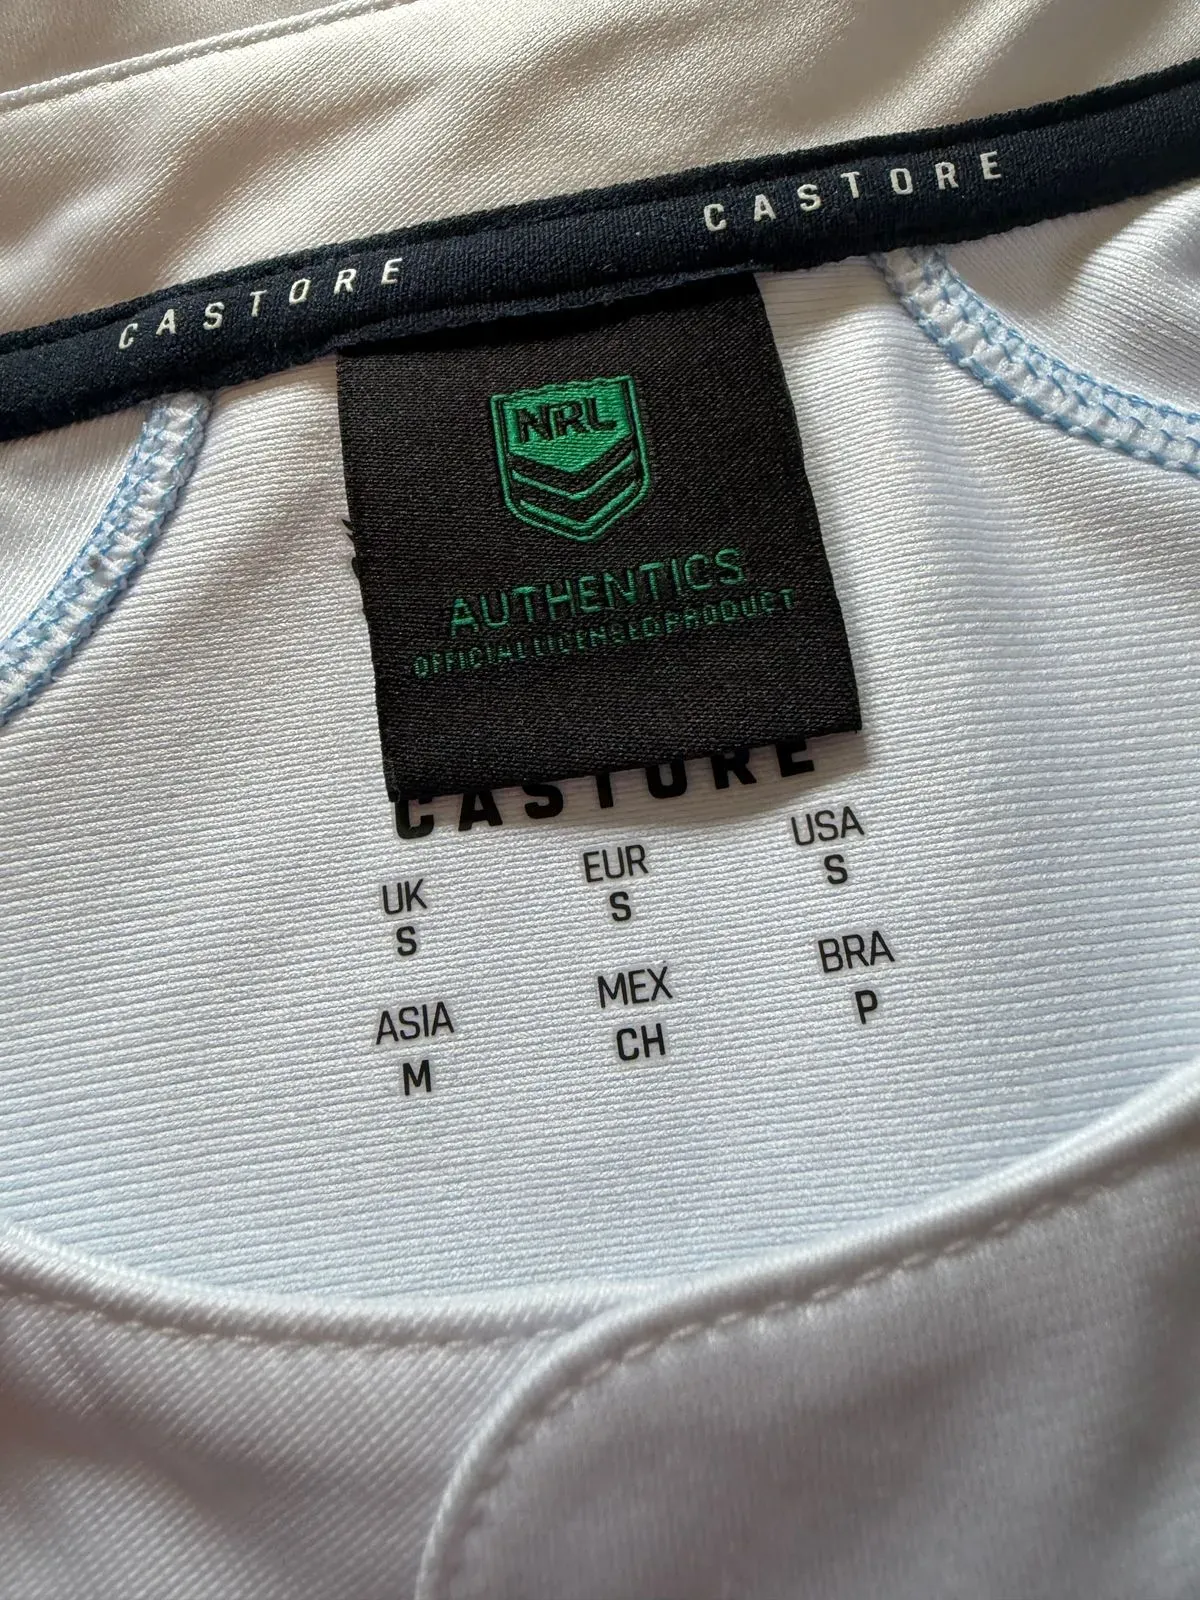 CASTORE CASTORE
NRL
AUTHENTICS
OFFICIAL LICENSED PRODUCT
CASTORE
UK EUR USA
S S S
ASIA MEX BRA
M CH P